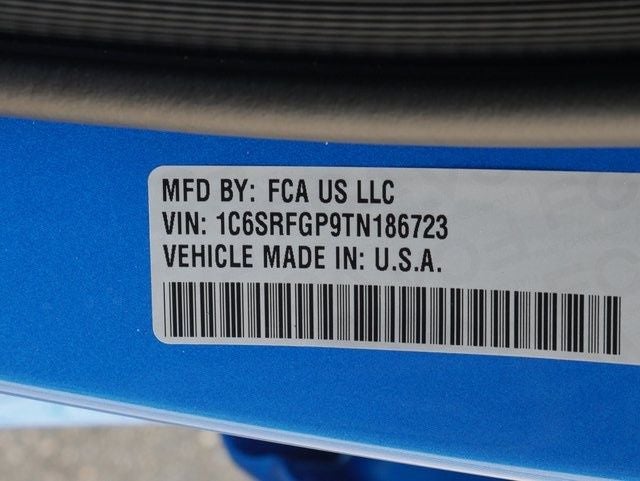 MFD BY: FCA US LLC
VIN: 1C6SRFGP9TN186723
VEHICLE MADE IN: U.S.A.